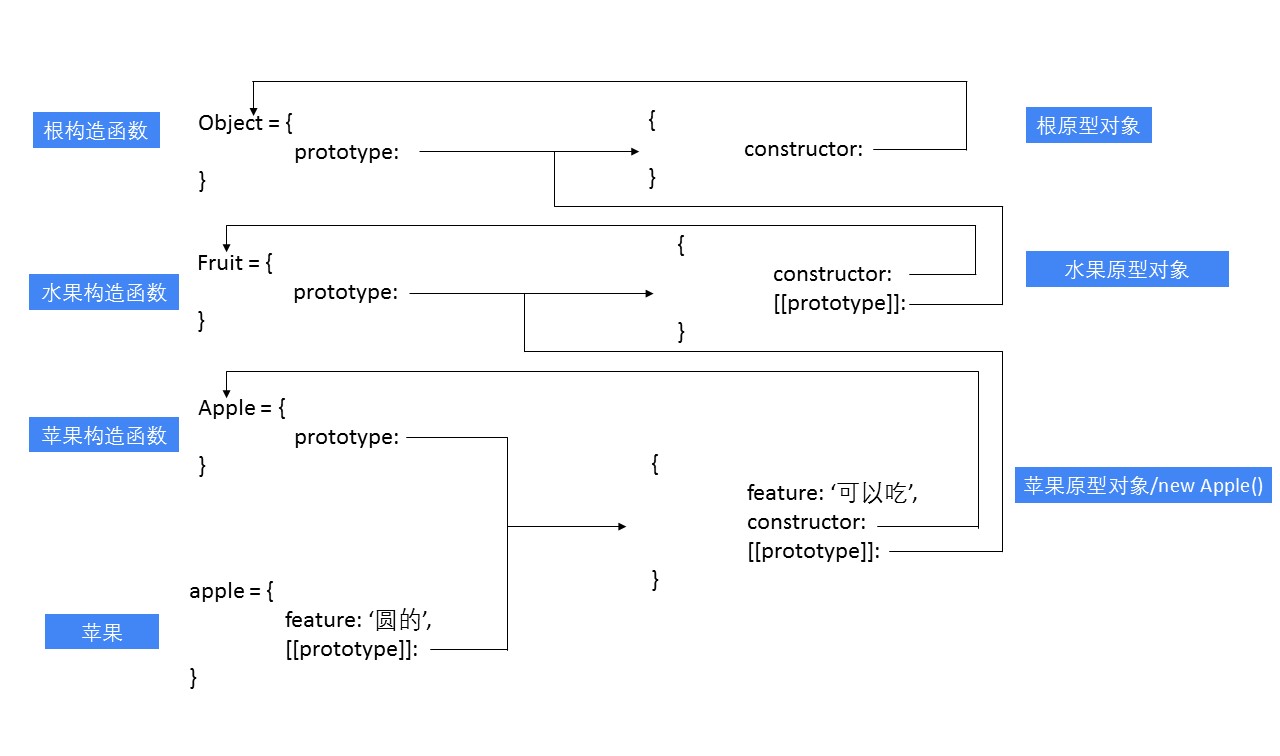 根构造函数
Object = {
prototype:
}
{
constructor:
}
根原型对象
水果构造函数
Fruit = {
prototype:
}
{
constructor:
[[prototype]]:
}
水果原型对象
苹果构造函数
Apple = {
prototype:
}
{
feature: ‘可以吃’,
constructor:
[[prototype]]:
}
苹果原型对象/new Apple()
苹果
apple = {
feature: ‘圆的’,
[[prototype]]:
}